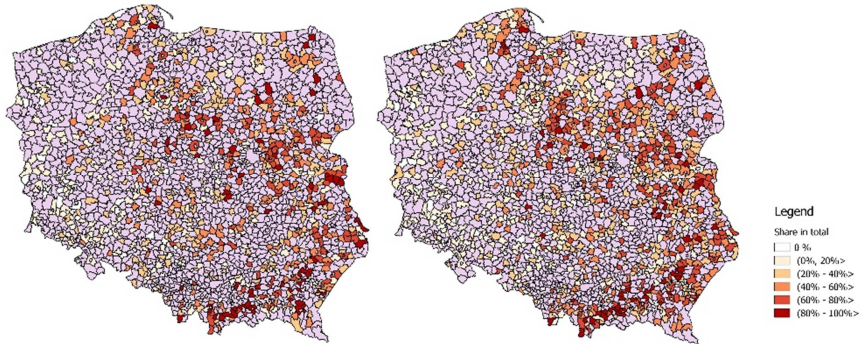 Legend
Share in total
0 %
(0%, 20%>
(20% - 40%>
(40% - 60%>
(60% - 80%>
(80% - 100%>